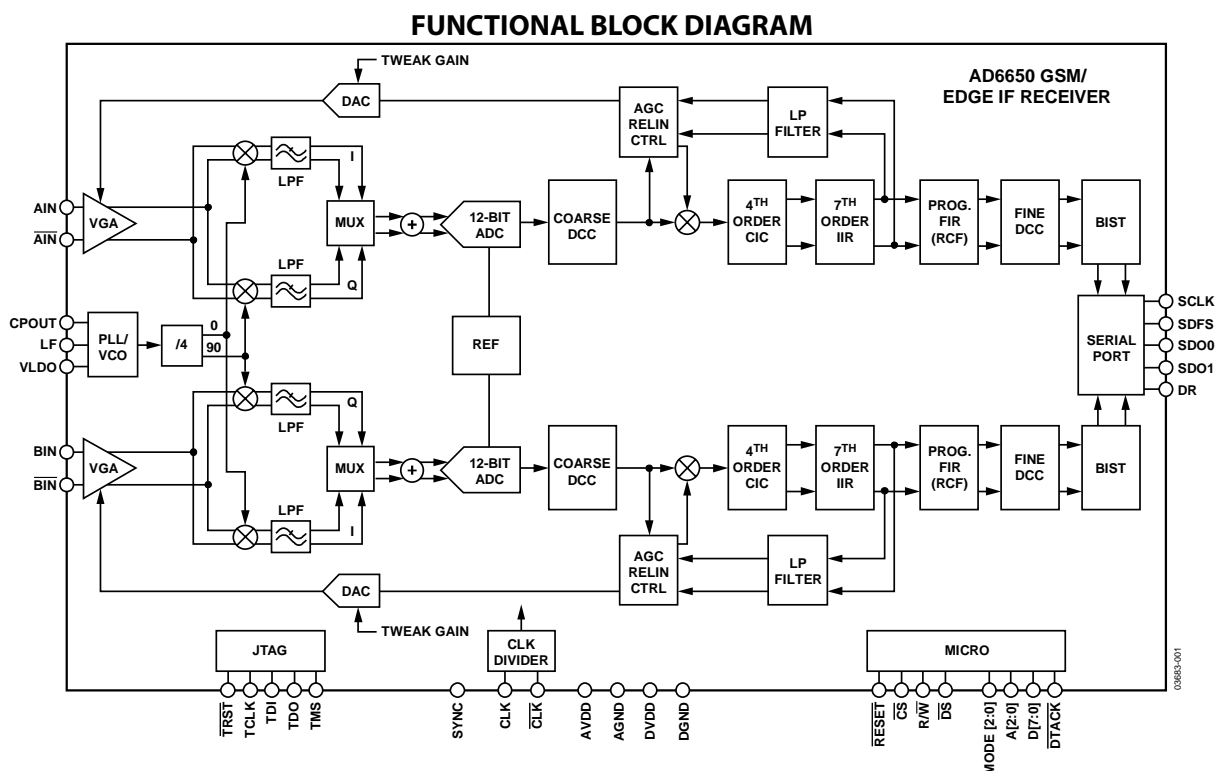 FUNCTIONAL BLOCK DIAGRAM
TWEAK GAIN
AD6650 GSM/
EDGE IF RECEIVER
DAC
AGC
RELIN
CTRL
LP
FILTER
I
LPF
AIN
AIN
VGA
MUX
+
12-BIT
ADC
COARSE
DCC
4TH
ORDER
CIC
7TH
ORDER
IIR
PROG.
FIR
(RCF)
FINE
DCC
BIST
LPF
Q
CPOUT
LF
VLDO
PLL/
VCO
/4
0
90
REF
SERIAL
PORT
SCLK
SDFS
SDO0
SDO1
DR
Q
LPF
BIN
BIN
VGA
MUX
+
12-BIT
ADC
COARSE
DCC
4TH
ORDER
CIC
7TH
ORDER
IIR
PROG.
FIR
(RCF)
FINE
DCC
BIST
LPF
I
AGC
RELIN
CTRL
LP
FILTER
DAC
TWEAK GAIN
JTAG
CLK
DIVIDER
MICRO
TRST
TCLK
TDI
TDO
TMS
SYNC
CLK
CLK
AVDD
AGND
DVDD
DGND
RESET
CS
R/W
DS
MODE [2:0]
A[2:0]
D[7:0]
DTACK
03683-001